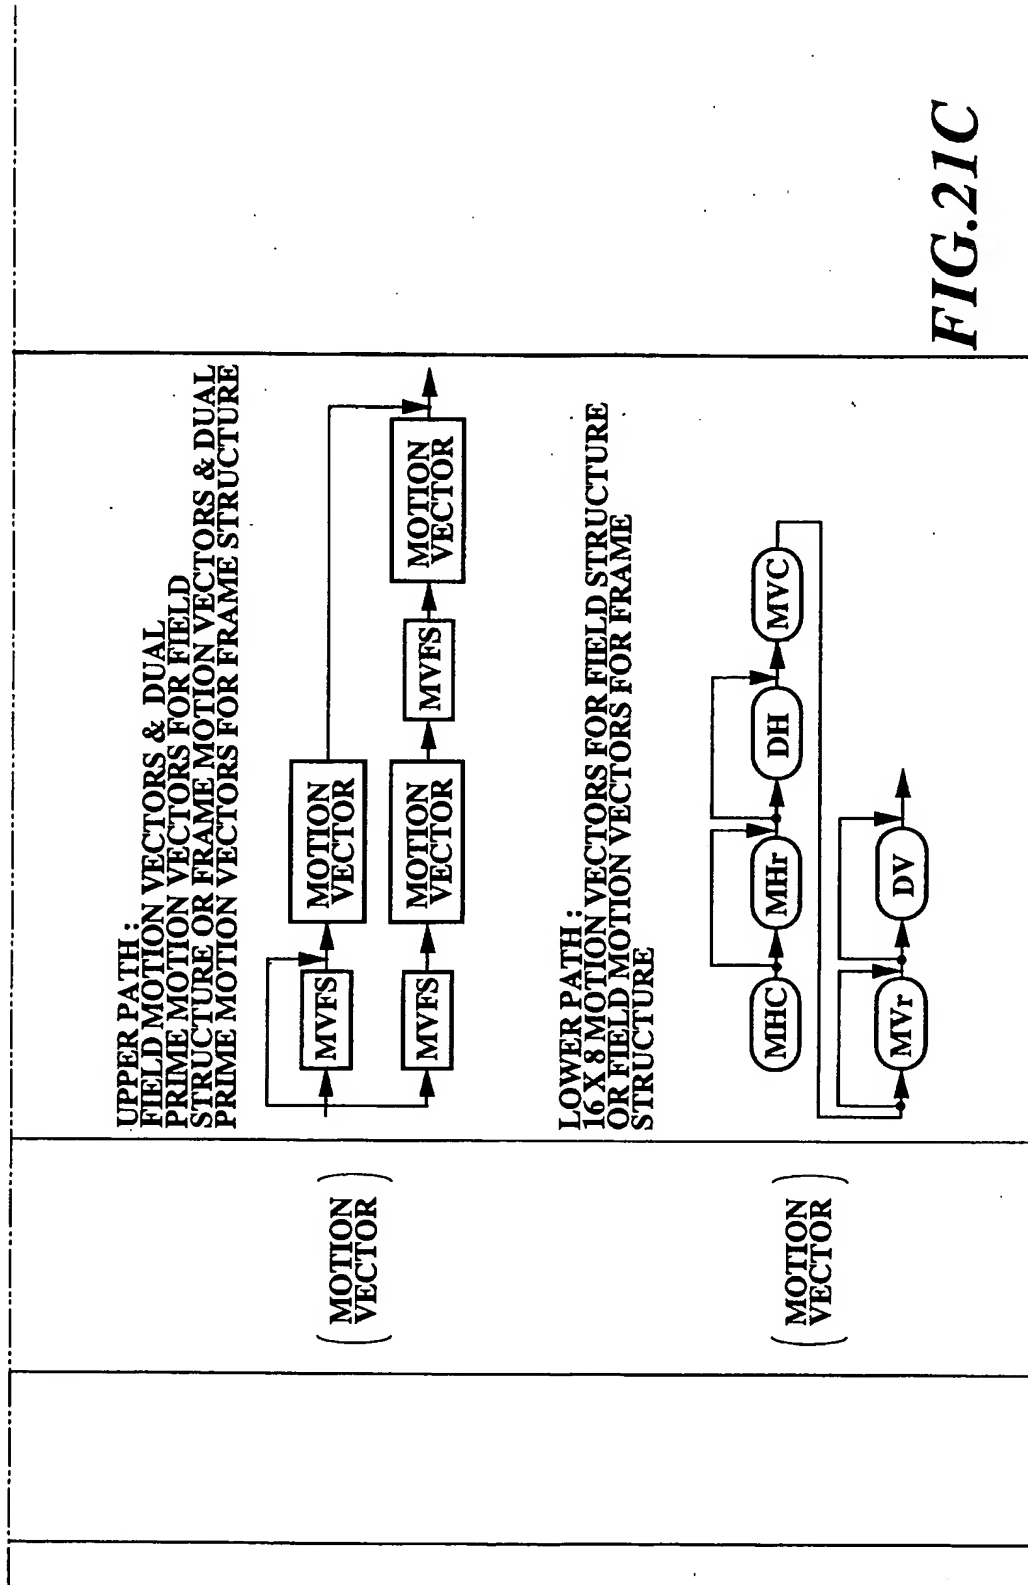 UPPER PATH :
FIELD MOTION VECTORS & DUAL
PRIME MOTION VECTORS FOR FIELD
STRUCTURE OR FRAME MOTION VECTORS & DUAL
PRIME MOTION VECTORS FOR FRAME STRUCTURE
(MOTION
VECTOR)
MVFS
MOTION
VECTOR
MVFS
MOTION
VECTOR
MVFS
MOTION
VECTOR
LOWER PATH :
16 X 8 MOTION VECTORS FOR FIELD STRUCTURE
OR FIELD MOTION VECTORS FOR FRAME
STRUCTURE
(MOTION
VECTOR)
MHC
MHr
DH
MVC
MVr
DV
FIG.21C